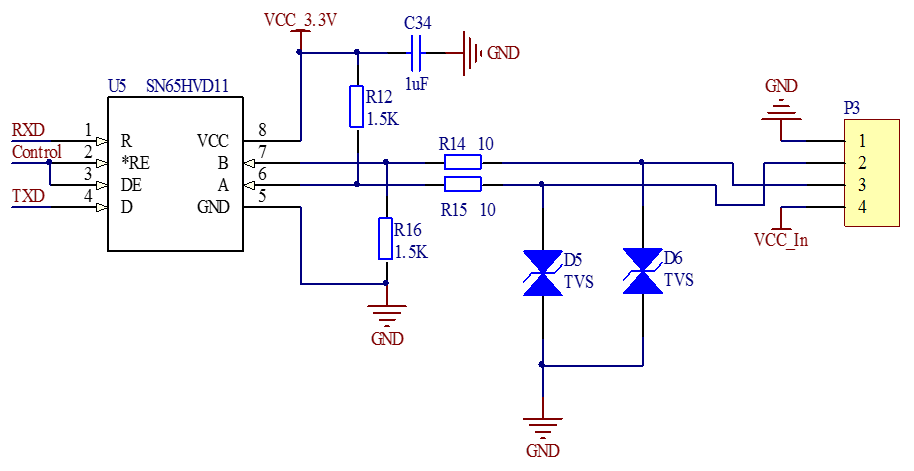 VCC_3.3V
C34
GND
1uF
U5 SN65HVD11
R12
1.5K
GND
P3
RXD 1 R VCC 8 1
Control 2 *RE B 7 R14 10 2
3 DE A 6 3
TXD 4 D GND 5 R15 10 4
R16
1.5K
VCC_In
D5
TVS
D6
TVS
GND
GND